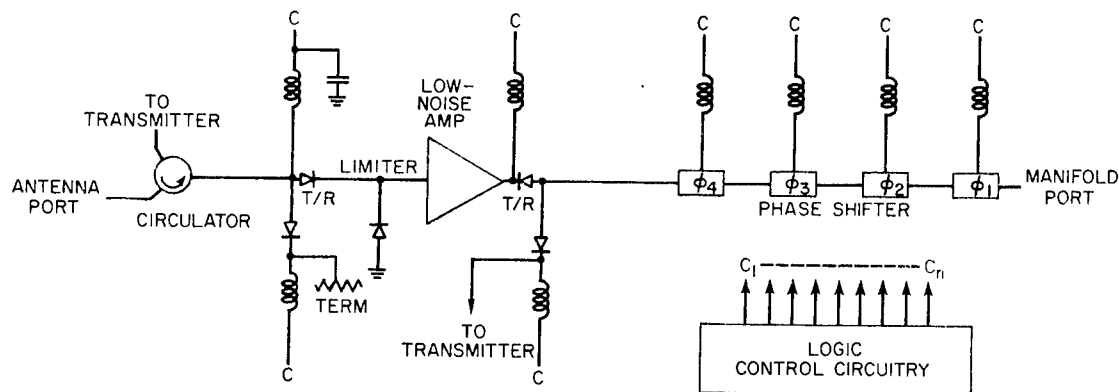 C
C
C
C
C
C
TO
TRANSMITTER
LOW-
NOISE
AMP
LIMITER
T/R
T/R
ANTENNA
PORT
CIRCULATOR
ϕ4
ϕ3
ϕ2
ϕ1
MANIFOLD
PORT
PHASE SHIFTER
TERM
TO
TRANSMITTER
C1 Cn
LOGIC
CONTROL CIRCUITRY
C
C